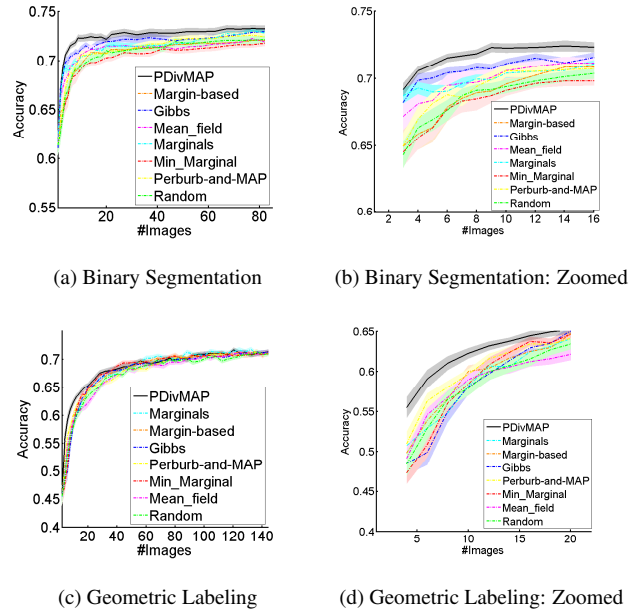 0.75
0.7
0.65
0.6
0.55
Accuracy
20 40 60 80
#Images
PDivMAP
Margin-based
Gibbs
Mean_field
Marginals
Min_Marginal
Perburb-and-MAP
Random
(a) Binary Segmentation
0.75
0.7
0.65
0.6
Accuracy
2 4 6 8 10 12 14 16
#Images
PDivMAP
Margin-based
Gibbs
Mean_field
Marginals
Min_Marginal
Perburb-and-MAP
Random
(b) Binary Segmentation: Zoomed
0.7
0.65
0.6
0.55
0.5
0.45
0.4
Accuracy
20 40 60 80 100 120 140
#Images
PDivMAP
Marginals
Margin-based
Gibbs
Perburb-and-MAP
Min_Marginal
Mean_field
Random
(c) Geometric Labeling
0.65
0.6
0.55
0.5
0.45
0.4
Accuracy
5 10 15 20
#Images
PDivMAP
Marginals
Margin-based
Gibbs
Perburb-and-MAP
Min_Marginal
Mean_field
Random
(d) Geometric Labeling: Zoomed